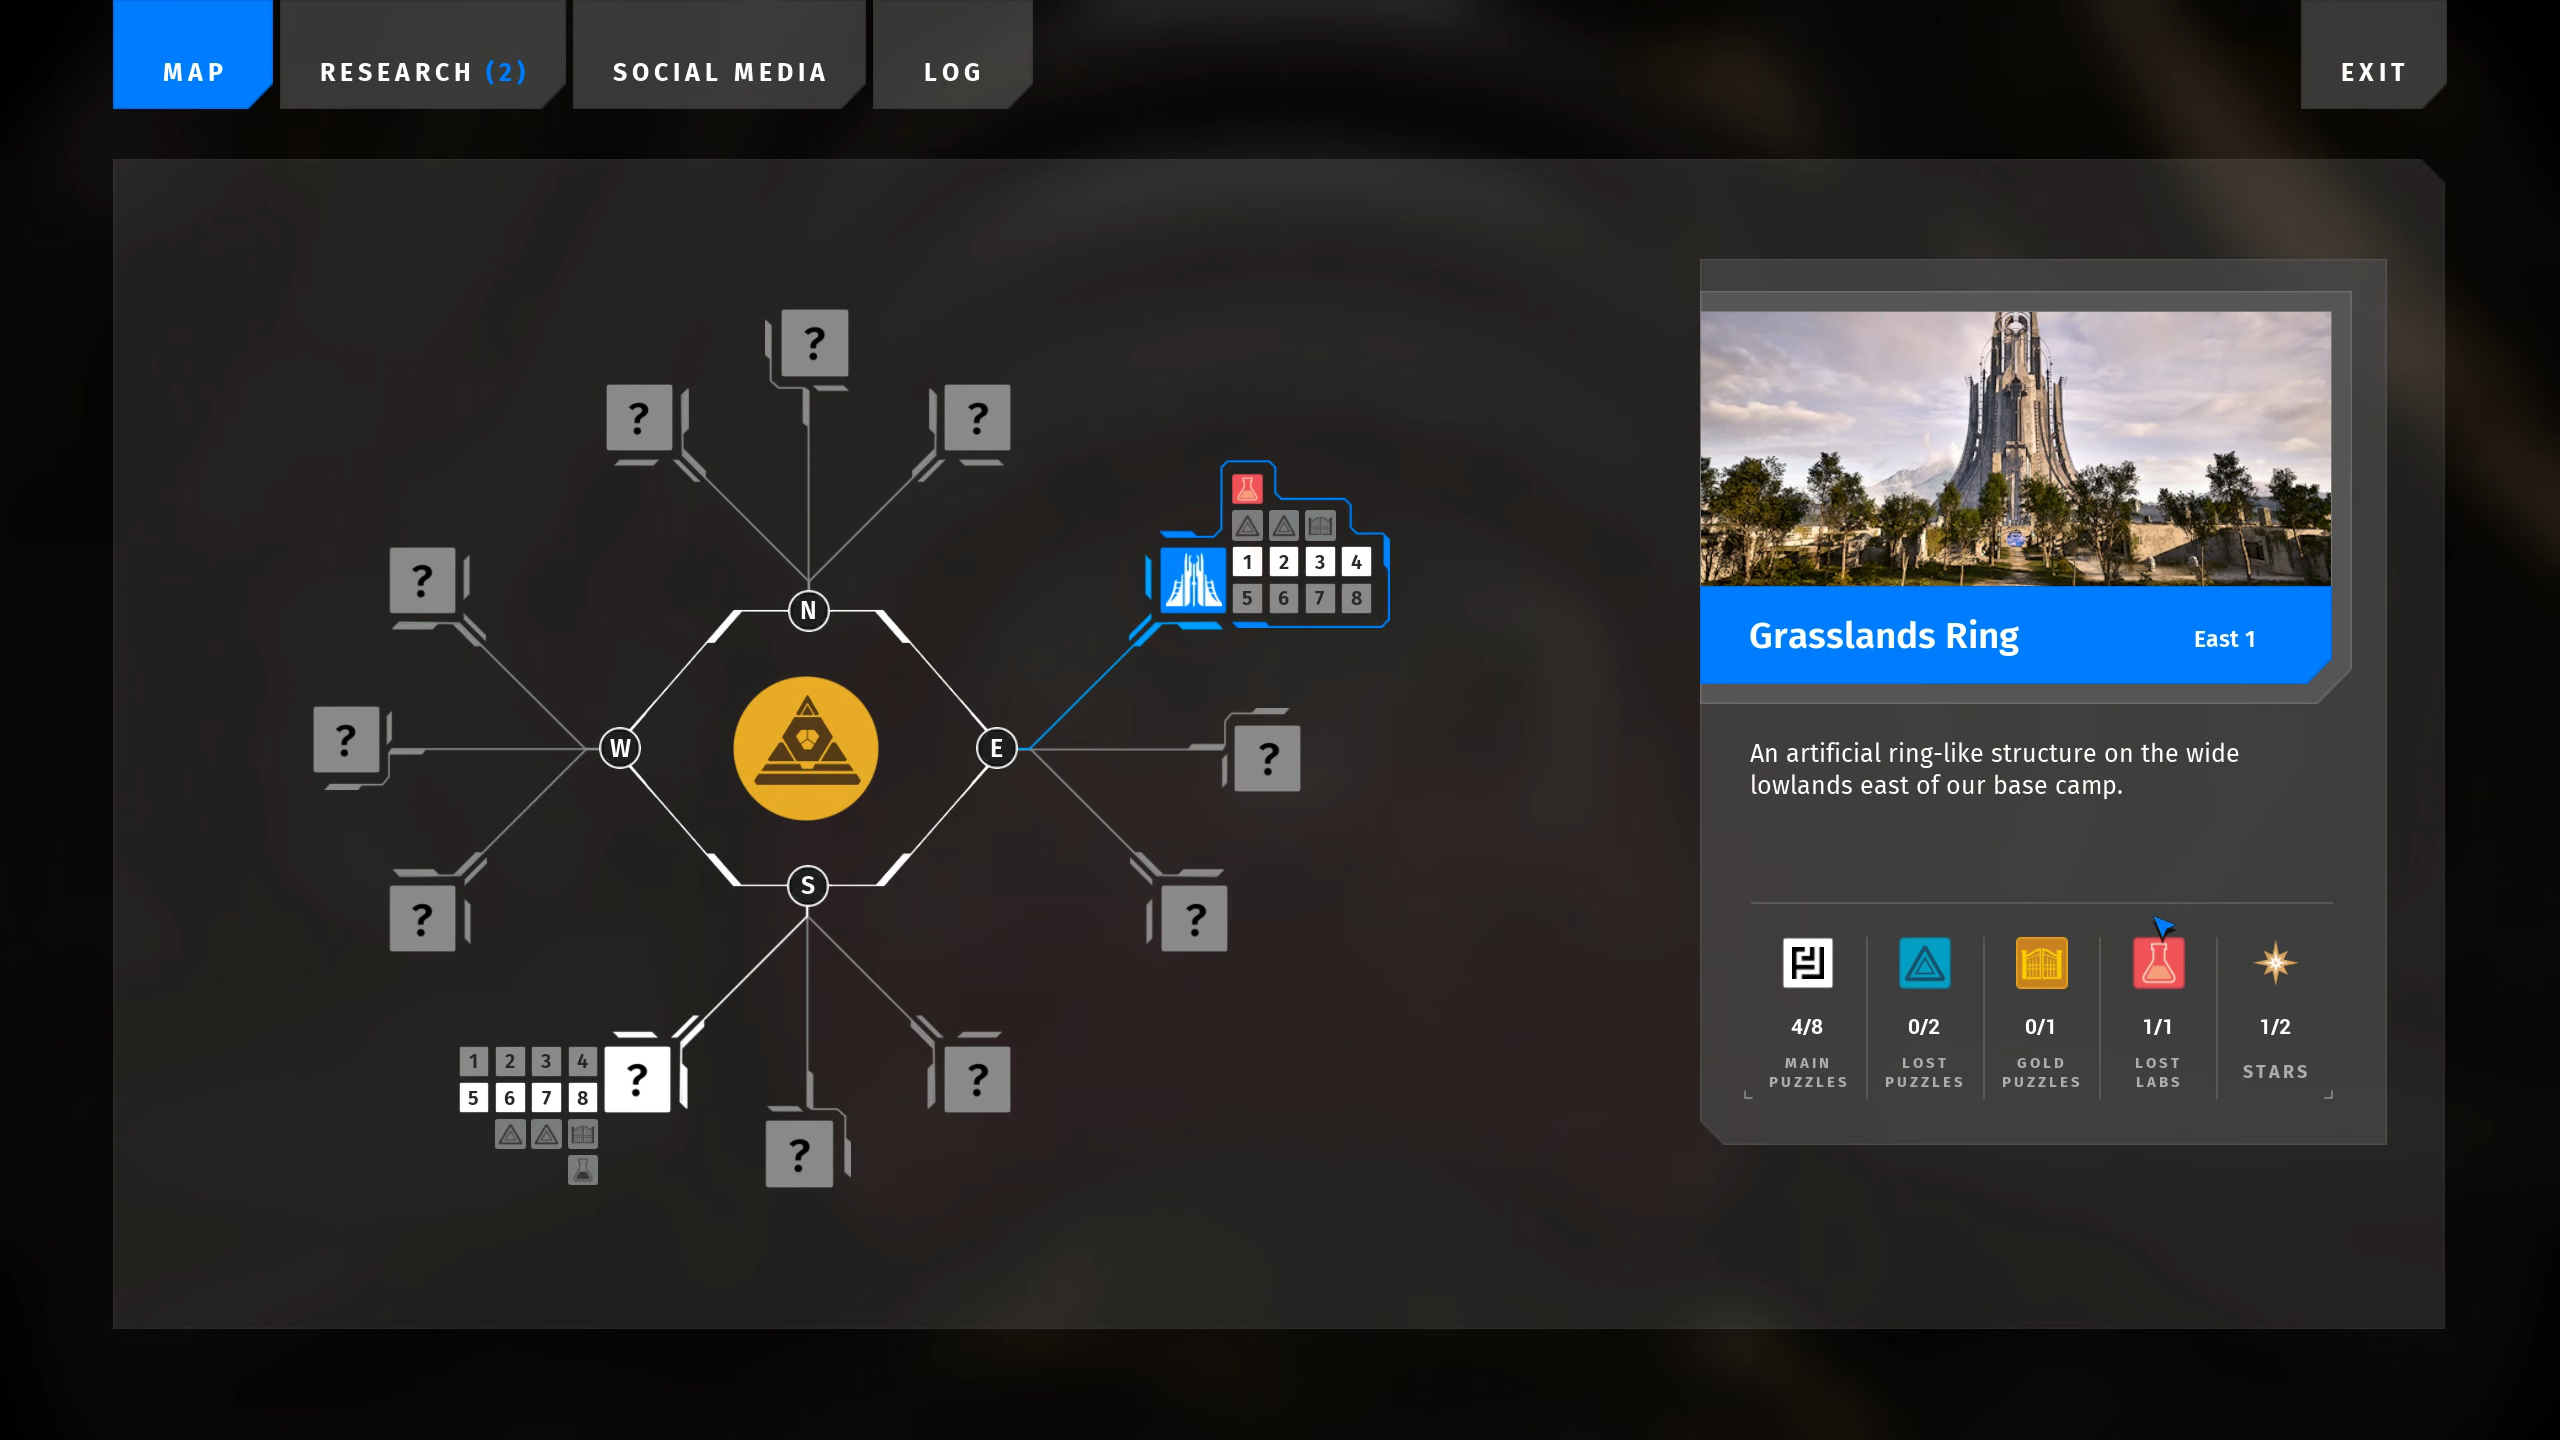 MAP
RESEARCH (2)
SOCIAL MEDIA
LOG
EXIT
?
?
?
?
1 2 3 4
5 6 7 8
N
?
W
E
?
S
?
?
1 2 3 4
5 6 7 8
?
?
?
Grasslands Ring
East 1
An artificial ring-like structure on the wide
lowlands east of our base camp.
4/8
MAIN
PUZZLES
0/2
LOST
PUZZLES
0/1
GOLD
PUZZLES
1/1
LOST
LABS
1/2
STARS